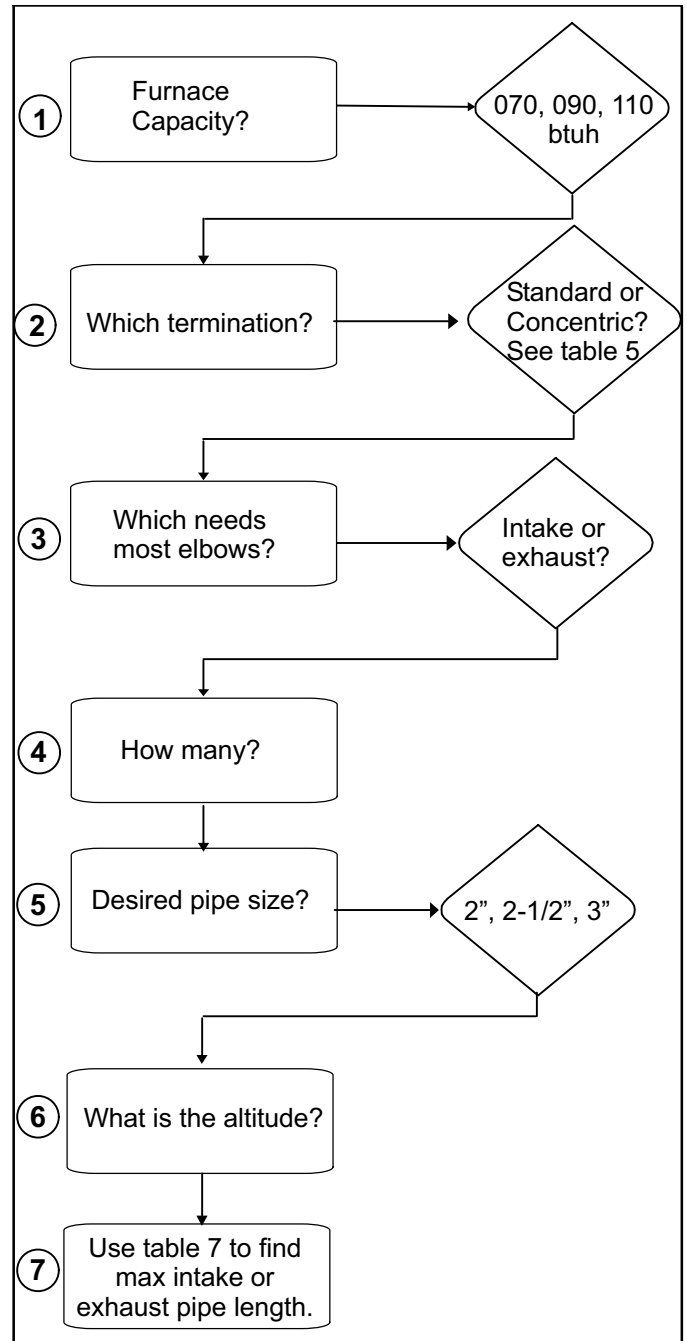 1
Furnace
Capacity?
070, 090, 110
btuh
2
Which termination?
Standard or
Concentric?
See table 5
3
Which needs
most elbows?
Intake or
exhaust?
4
How many?
5
Desired pipe size?
2”, 2-1/2”, 3”
6
What is the altitude?
7
Use table 7 to find
max intake or
exhaust pipe length.